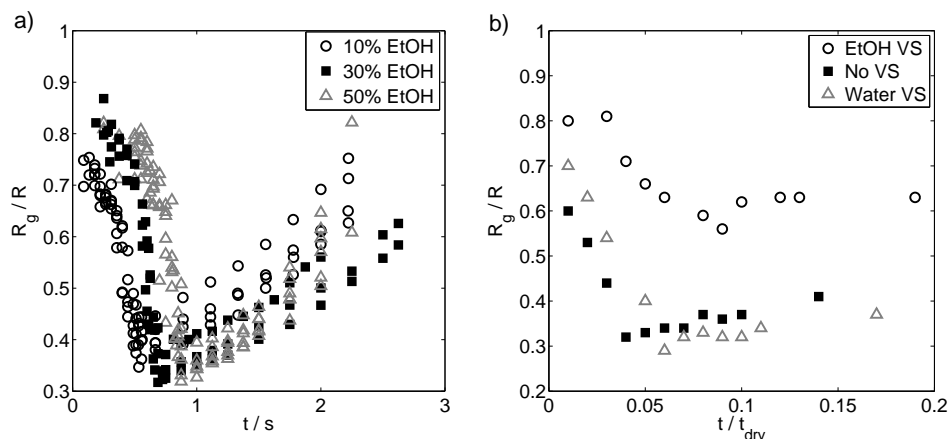 a)
1
0.9
0.8
0.7
0.6
0.5
0.4
0.3
R_g / R
0
1
2
3
t / s
10% EtOH
30% EtOH
50% EtOH
b)
1
0.9
0.8
0.7
0.6
0.5
0.4
0.3
0.2
R_g / R
0
0.05
0.1
0.15
0.2
t / t_dry
EtOH VS
No VS
Water VS